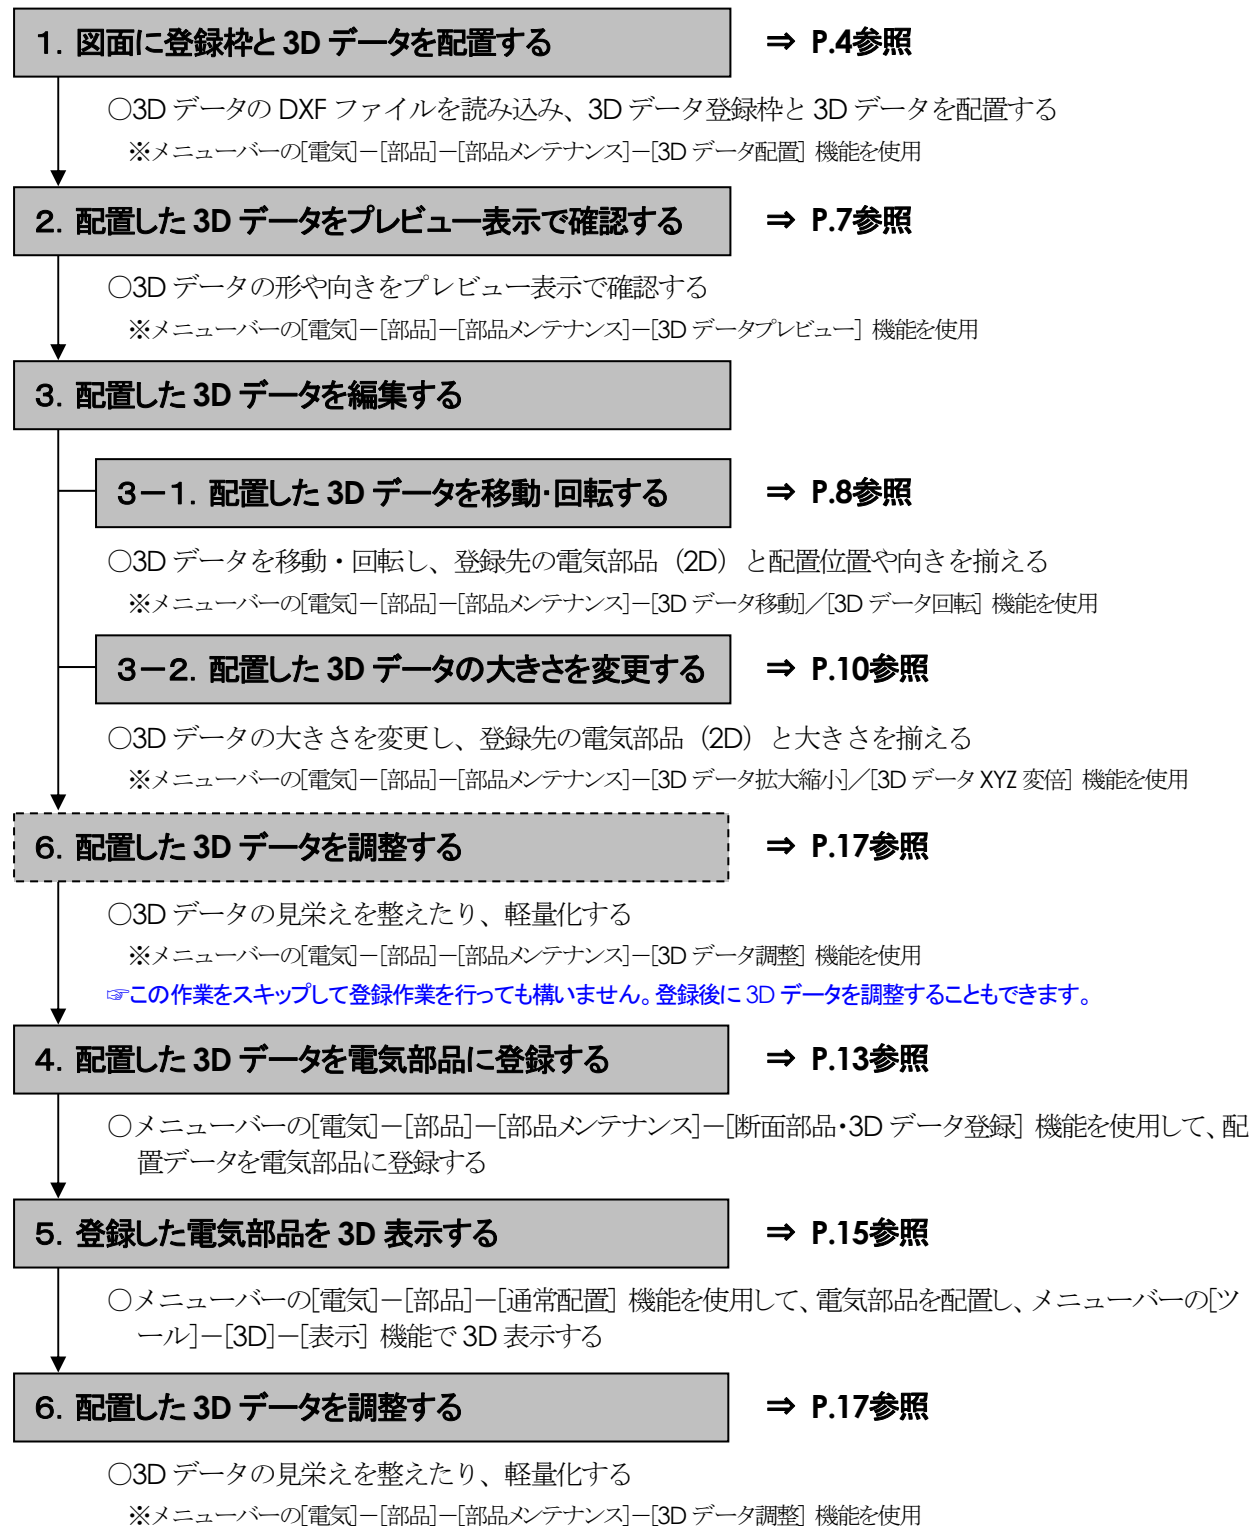 １．図面に登録枠と 3D データを配置する ⇒ P.4参照
○3D データの DXF ファイルを読み込み、3D データ登録枠と 3D データを配置する
※メニューバーの[電気]－[部品]－[部品メンテナンス]－[3D データ配置] 機能を使用
２．配置した 3D データをプレビュー表示で確認する ⇒ P.7参照
○3D データの形や向きをプレビュー表示で確認する
※メニューバーの[電気]－[部品]－[部品メンテナンス]－[3D データプレビュー] 機能を使用
３．配置した 3D データを編集する
３－１．配置した 3D データを移動・回転する ⇒ P.8参照
○3D データを移動・回転し、登録先の電気部品（2D）と配置位置や向きを揃える
※メニューバーの[電気]－[部品]－[部品メンテナンス]－[3D データ移動]／[3D データ回転] 機能を使用
３－２．配置した 3D データの大きさを変更する ⇒ P.10参照
○3D データの大きさを変更し、登録先の電気部品（2D）と大きさを揃える
※メニューバーの[電気]－[部品]－[部品メンテナンス]－[3D データ拡大縮小]／[3D データ XYZ 変倍] 機能を使用
６．配置した 3D データを調整する ⇒ P.17参照
○3D データの見栄えを整えたり、軽量化する
※メニューバーの[電気]－[部品]－[部品メンテナンス]－[3D データ調整] 機能を使用
☞この作業をスキップして登録作業を行っても構いません。登録後に 3D データを調整することもできます。
４．配置した 3D データを電気部品に登録する ⇒ P.13参照
○メニューバーの[電気]－[部品]－[部品メンテナンス]－[断面部品・3D データ登録] 機能を使用して、配
置データを電気部品に登録する
５．登録した電気部品を 3D 表示する ⇒ P.15参照
○メニューバーの[電気]－[部品]－[通常配置] 機能を使用して、電気部品を配置し、メニューバーの[ツ
ール]－[3D]－[表示] 機能で 3D 表示する
６．配置した 3D データを調整する ⇒ P.17参照
○3D データの見栄えを整えたり、軽量化する
※メニューバーの[電気]－[部品]－[部品メンテナンス]－[3D データ調整] 機能を使用